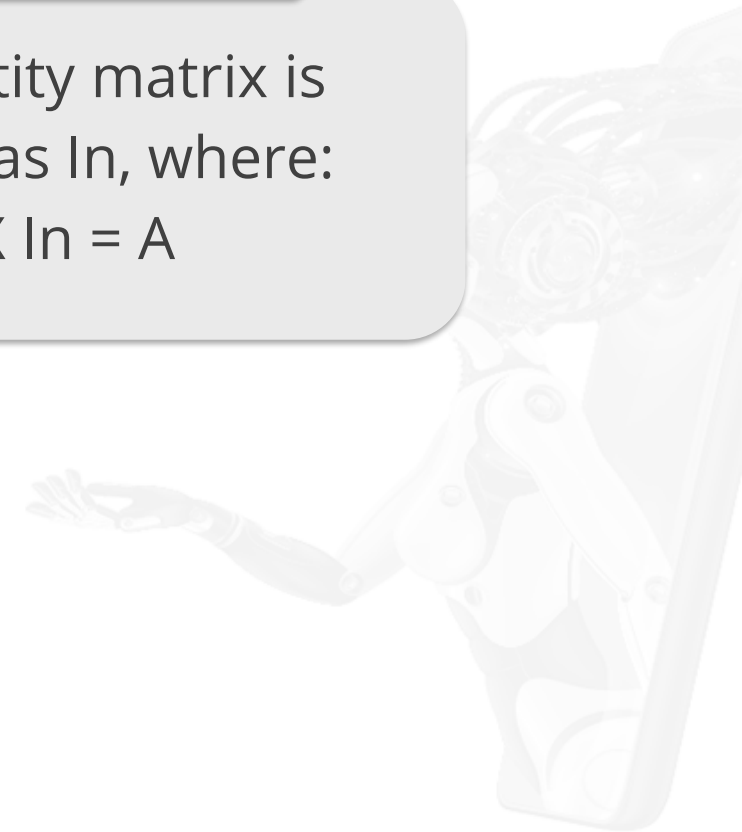 tity matrix is
as In, where:
X In = A